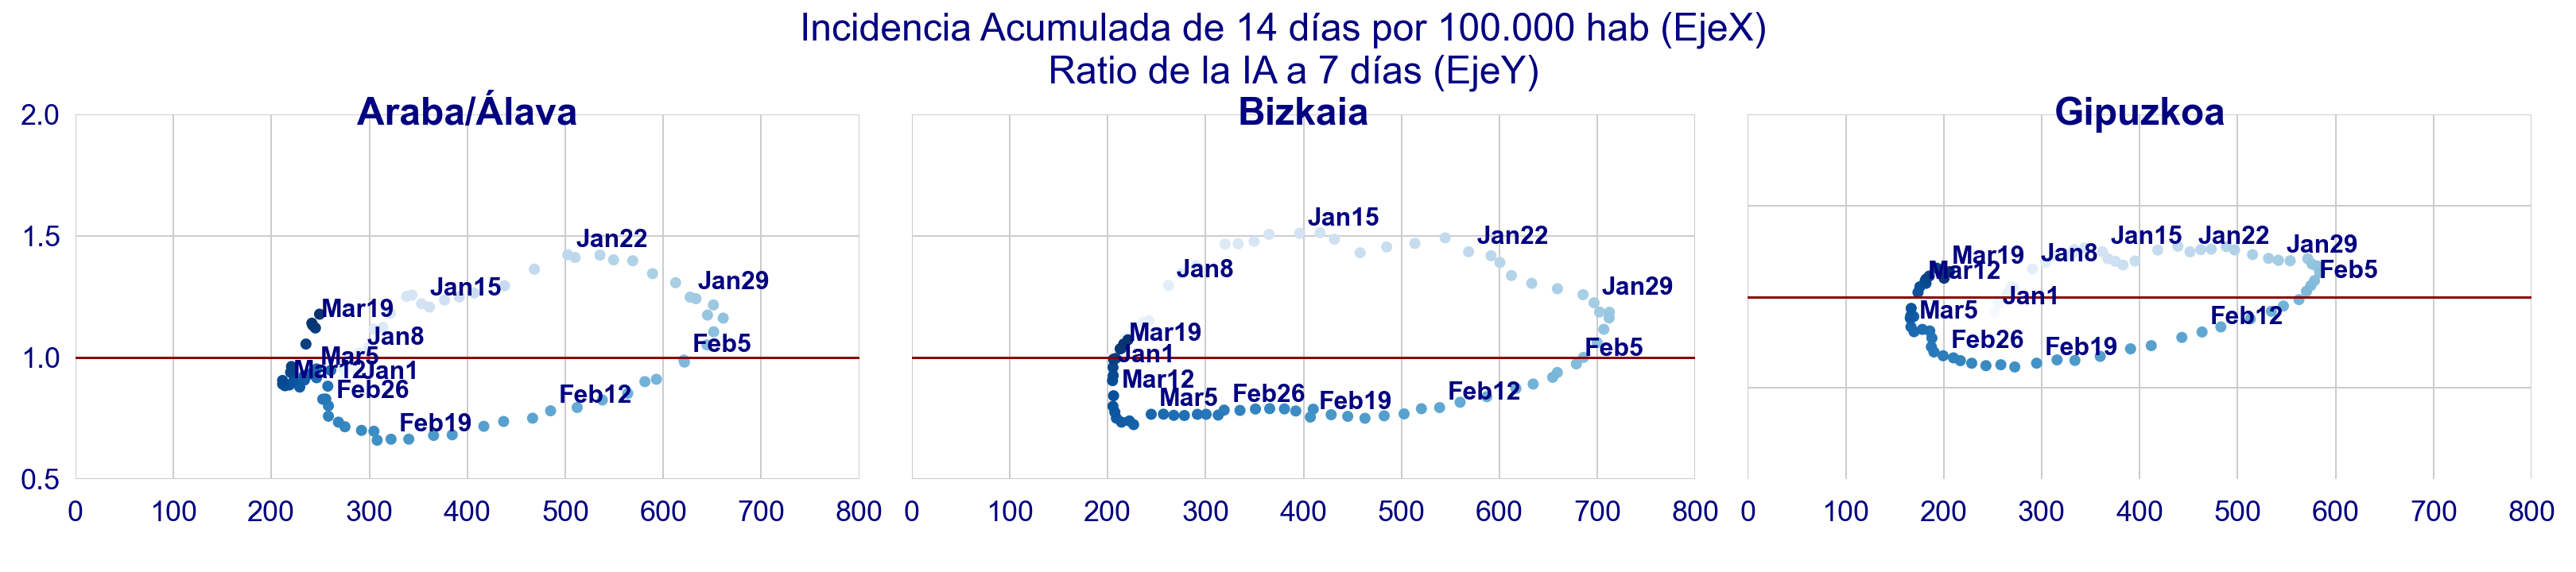 Incidencia Acumulada de 14 días por 100.000 hab (EjeX)
Ratio de la IA a 7 días (EjeY)
Araba/Álava
2.0
1.5
1.0
0.5
Jan22
Jan29
Jan15
Mar19
Jan8
Feb5
Mar5
Mar12
Jan1
Feb26
Feb12
Feb19
0 100 200 300 400 500 600 700 800
Bizkaia
Jan15
Jan22
Jan8
Jan29
Mar19
Jan1
Feb5
Mar12
Mar5
Feb26
Feb19
Feb12
0 100 200 300 400 500 600 700 800
Gipuzkoa
Jan15
Jan22
Jan29
Jan8
Mar19
Mar12
Feb5
Jan1
Mar5
Feb12
Feb26
Feb19
0 100 200 300 400 500 600 700 800